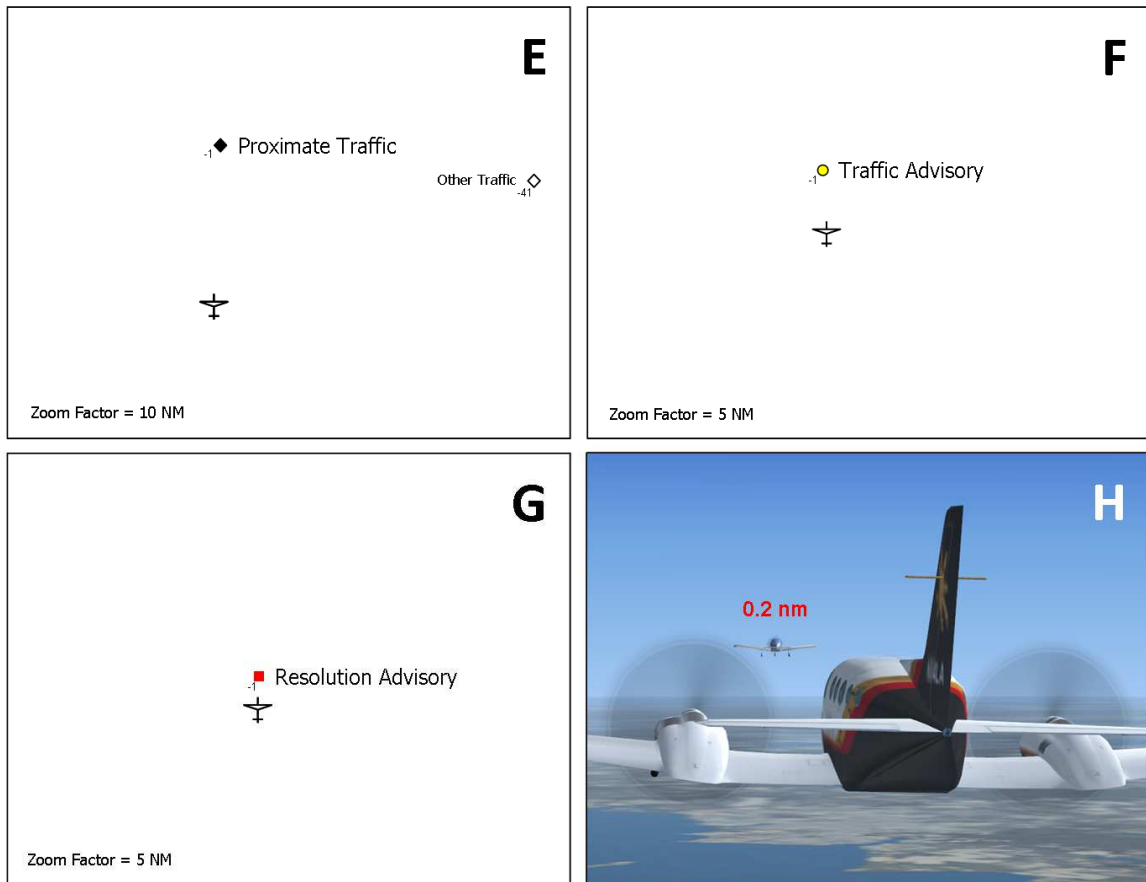 E
-1 Proximate Traffic
Other Traffic
-41
Zoom Factor = 10 NM
F
-1 Traffic Advisory
Zoom Factor = 5 NM
G
-1 Resolution Advisory
Zoom Factor = 5 NM
H
0.2 nm